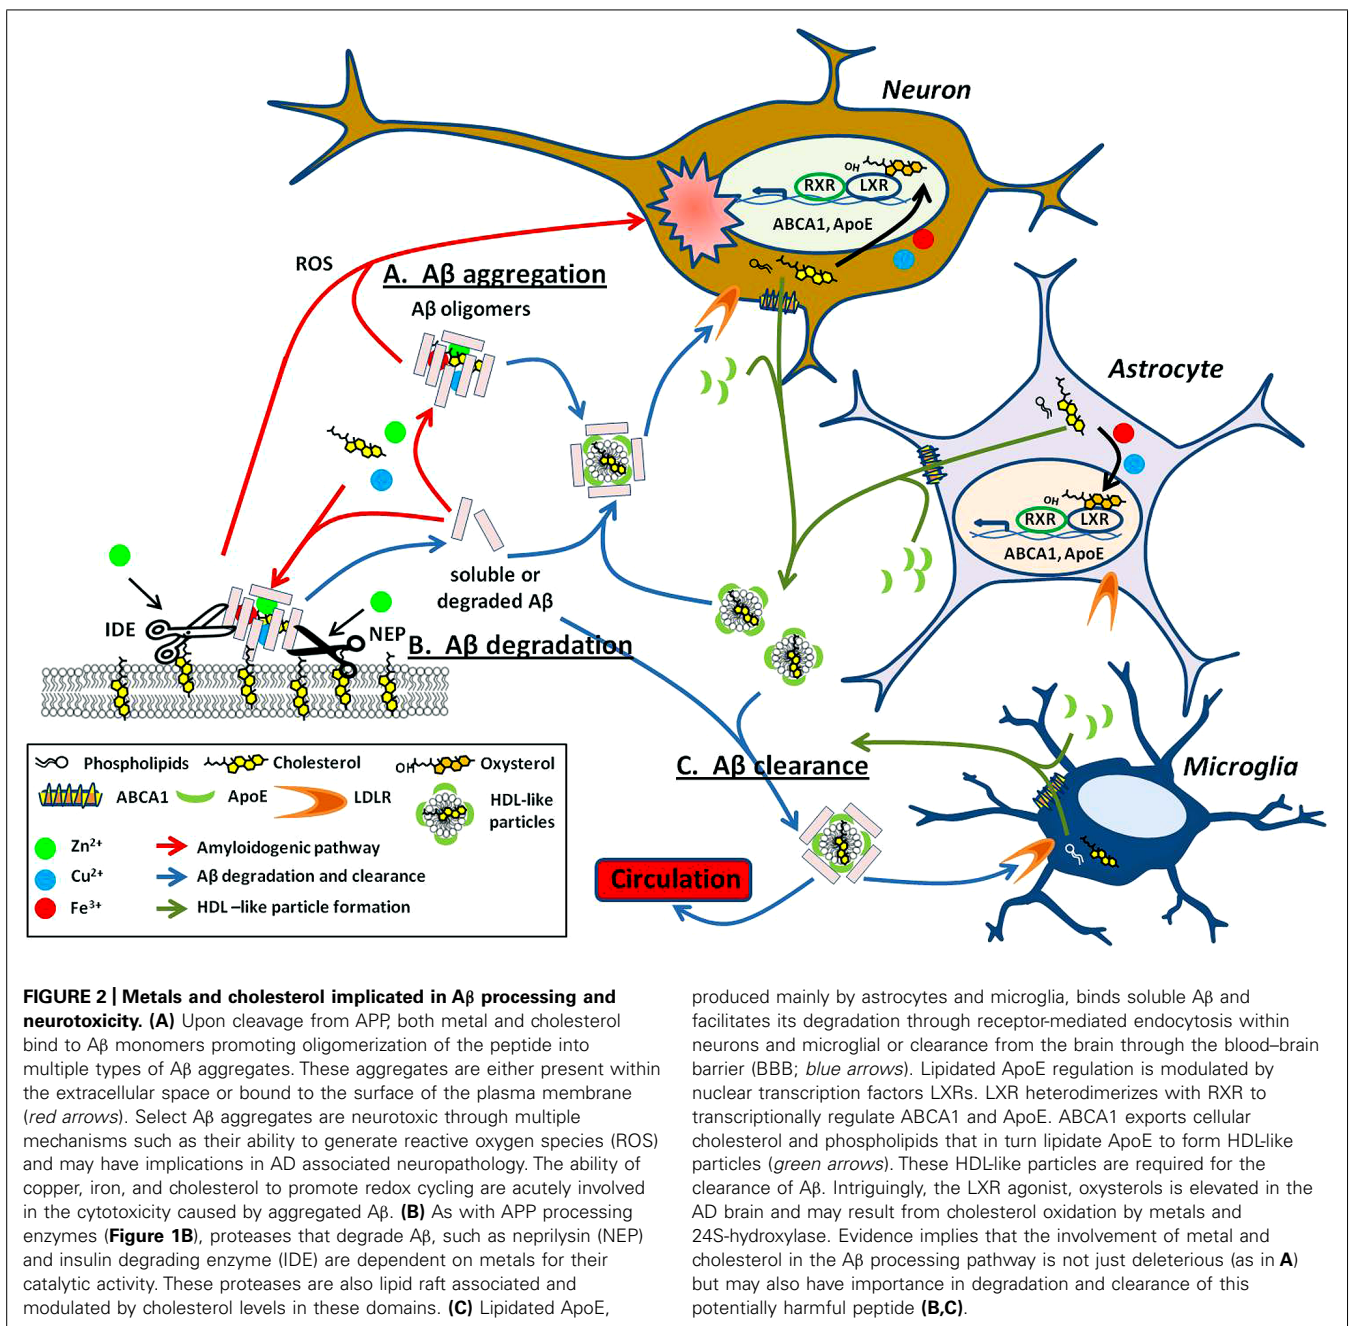 Neuron
OH
RXR
LXR
ABCA1, ApoE
ROS
A. Aβ aggregation
Aβ oligomers
Astrocyte
OH
RXR
LXR
ABCA1, ApoE
soluble or
degraded Aβ
IDE
NEP
B. Aβ degradation
C. Aβ clearance
Microglia
Circulation
Phospholipids
Cholesterol
OH
Oxysterol
ABCA1
ApoE
LDLR
HDL-like
particles
Zn²⁺
Amyloidogenic pathway
Cu²⁺
Aβ degradation and clearance
Fe³⁺
HDL –like particle formation
FIGURE 2 | Metals and cholesterol implicated in Aβ processing and
neurotoxicity. (A) Upon cleavage from APP, both metal and cholesterol
bind to Aβ monomers promoting oligomerization of the peptide into
multiple types of Aβ aggregates. These aggregates are either present within
the extracellular space or bound to the surface of the plasma membrane
(red arrows). Select Aβ aggregates are neurotoxic through multiple
mechanisms such as their ability to generate reactive oxygen species (ROS)
and may have implications in AD associated neuropathology. The ability of
copper, iron, and cholesterol to promote redox cycling are acutely involved
in the cytotoxicity caused by aggregated Aβ. (B) As with APP processing
enzymes (Figure 1B), proteases that degrade Aβ, such as neprilysin (NEP)
and insulin degrading enzyme (IDE) are dependent on metals for their
catalytic activity. These proteases are also lipid raft associated and
modulated by cholesterol levels in these domains. (C) Lipidated ApoE,
produced mainly by astrocytes and microglia, binds soluble Aβ and
facilitates its degradation through receptor-mediated endocytosis within
neurons and microglial or clearance from the brain through the blood–brain
barrier (BBB; blue arrows). Lipidated ApoE regulation is modulated by
nuclear transcription factors LXRs. LXR heterodimerizes with RXR to
transcriptionally regulate ABCA1 and ApoE. ABCA1 exports cellular
cholesterol and phospholipids that in turn lipidate ApoE to form HDL-like
particles (green arrows). These HDL-like particles are required for the
clearance of Aβ. Intriguingly, the LXR agonist, oxysterols is elevated in the
AD brain and may result from cholesterol oxidation by metals and
24S-hydroxylase. Evidence implies that the involvement of metal and
cholesterol in the Aβ processing pathway is not just deleterious (as in A)
but may also have importance in degradation and clearance of this
potentially harmful peptide (B,C).